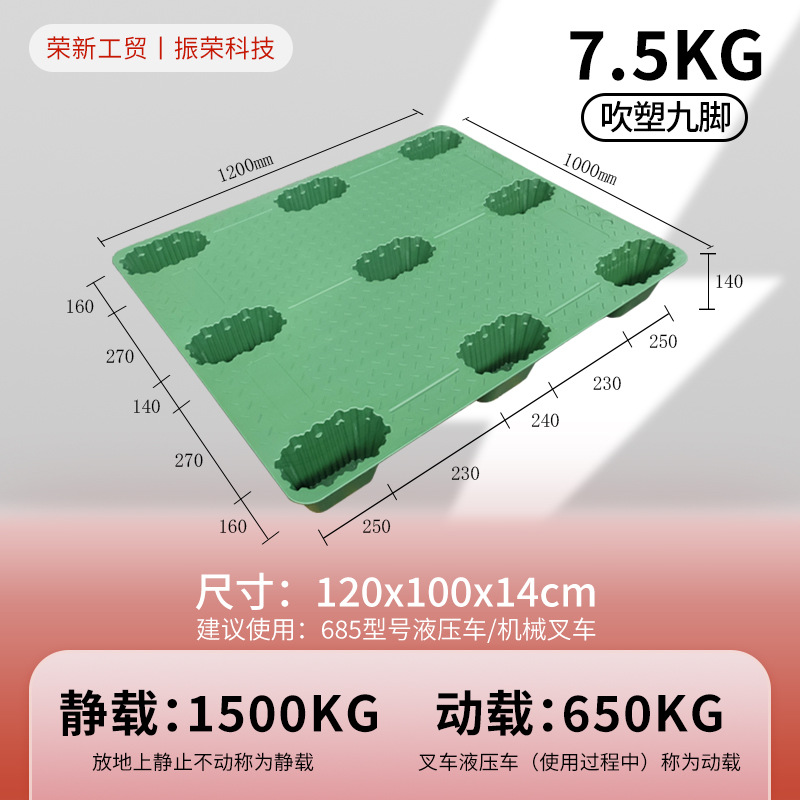 荣新工贸丨振荣科技
7.5KG
吹塑九脚
1200mm
1000mm
140
160
270
140
270
160
250
230
240
230
250
尺寸：120x100x14cm
建议使用：685型号液压车/机械叉车
静载：1500KG
动载：650KG
放地上静止不动称为静载
叉车液压车（使用过程中）称为动载